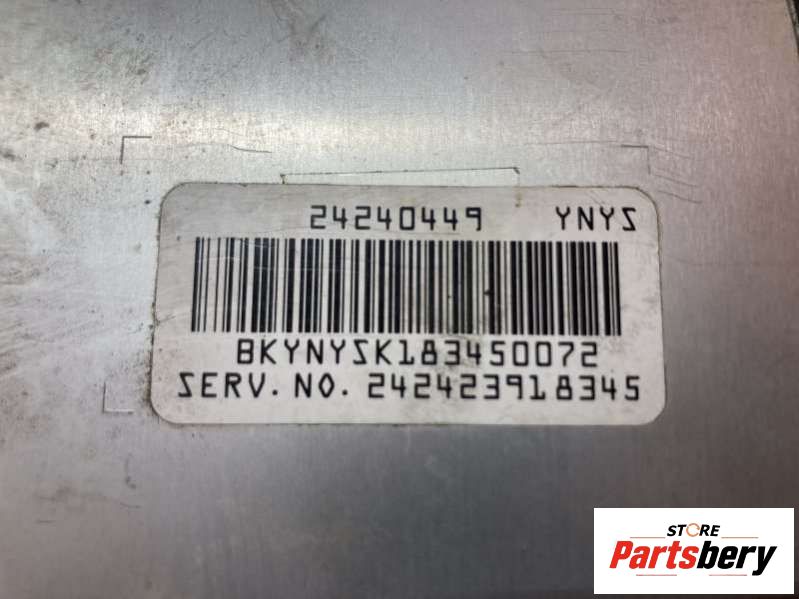 24240449 YNYS
BKYNYSK183450072
SERV. NO. 242423918345
STORE
Partsbery